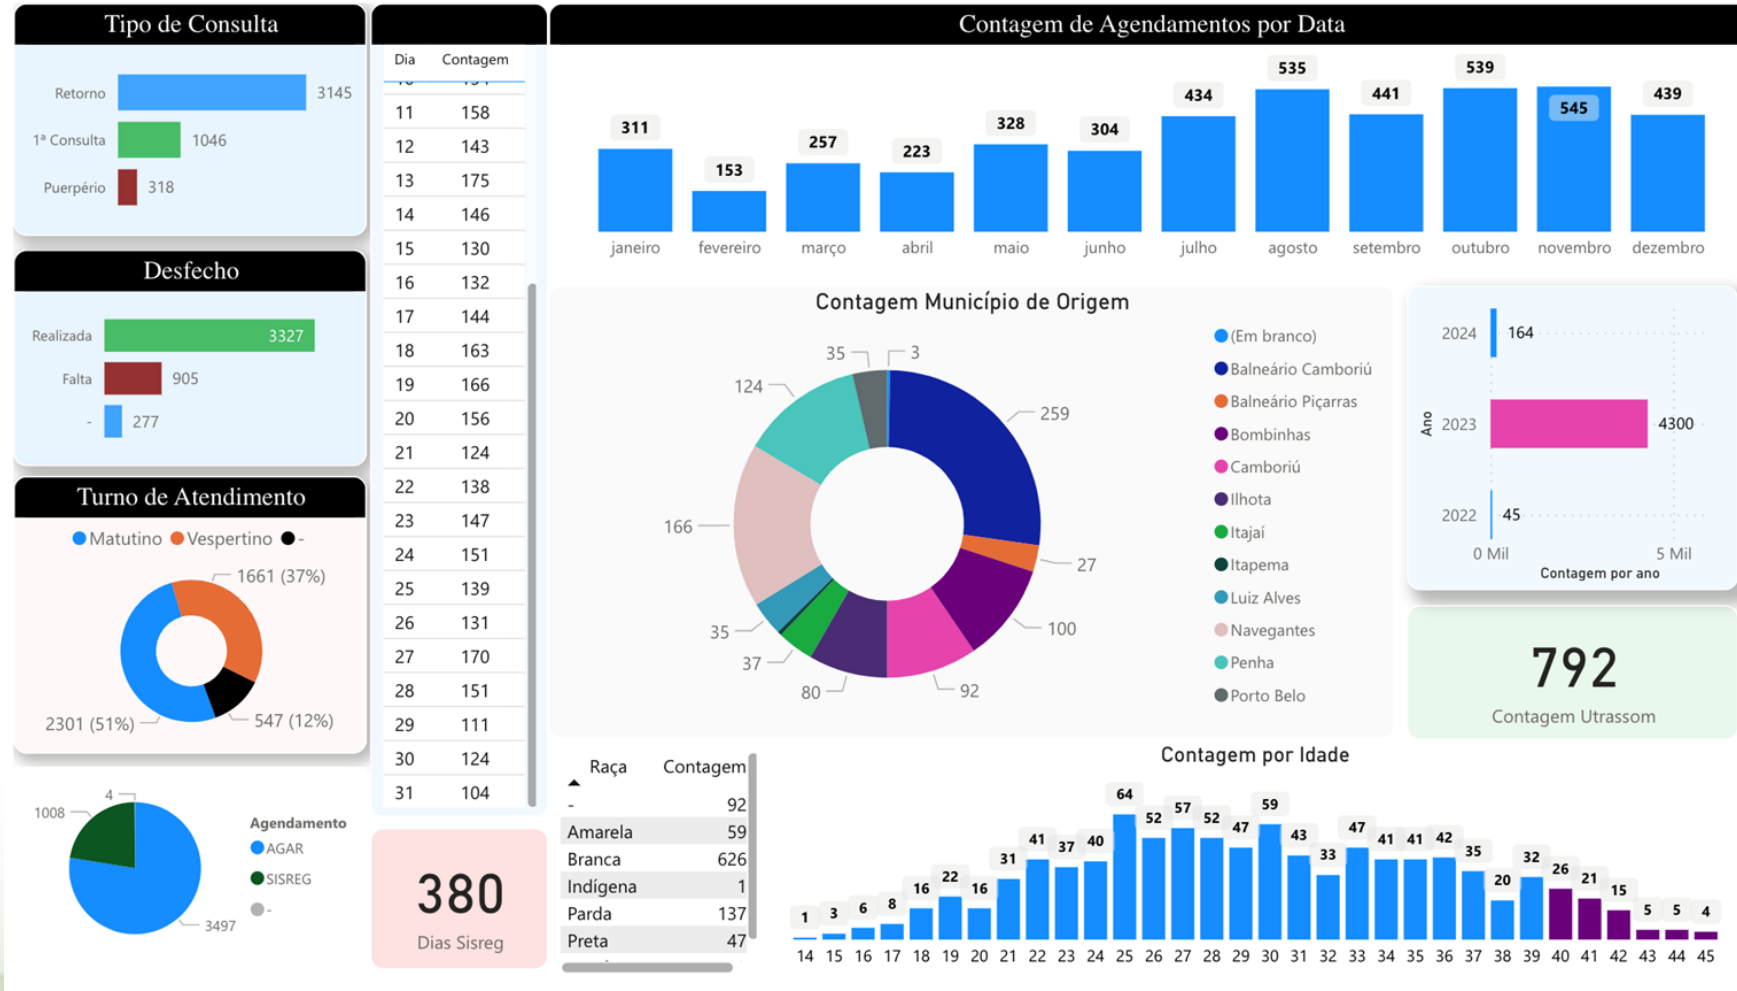 Tipo de Consulta
Retorno 3145
1ª Consulta 1046
Puerpério 318
Desfecho
Realizada 3327
Falta 905
- 277
Turno de Atendimento
Matutino Vespertino -
1661 (37%)
2301 (51%)
547 (12%)
4
1008
3497
Agendamento
AGAR
SISREG
-
Dia Contagem
11 158
12 143
13 175
14 146
15 130
16 132
17 144
18 163
19 166
20 156
21 124
22 138
23 147
24 151
25 139
26 131
27 170
28 151
29 111
30 124
31 104
380
Dias Sisreg
Contagem de Agendamentos por Data
311 153 257 223 328 304 434 535 441 539 545 439
janeiro fevereiro março abril maio junho julho agosto setembro outubro novembro dezembro
Contagem Município de Origem
35 3
124
259
166
27
100
35
37
80
92
(Em branco)
Balneário Camboriú
Balneário Piçarras
Bombinhas
Camboriú
Ilhota
Itajaí
Itapema
Luiz Alves
Navegantes
Penha
Porto Belo
Ano
2024 164
2023 4300
2022 45
0 Mil 5 Mil
Contagem por ano
792
Contagem Utrassom
Raça Contagem
- 92
Amarela 59
Branca 626
Indígena 1
Parda 137
Preta 47
Contagem por Idade
1 3 6 8 16 22 16 31 41 37 40 64 52 57 52 47 59 43 33 47 41 41 42 35 20 32 26 21 15 5 5 4
14 15 16 17 18 19 20 21 22 23 24 25 26 27 28 29 30 31 32 33 34 35 36 37 38 39 40 41 42 43 44 45